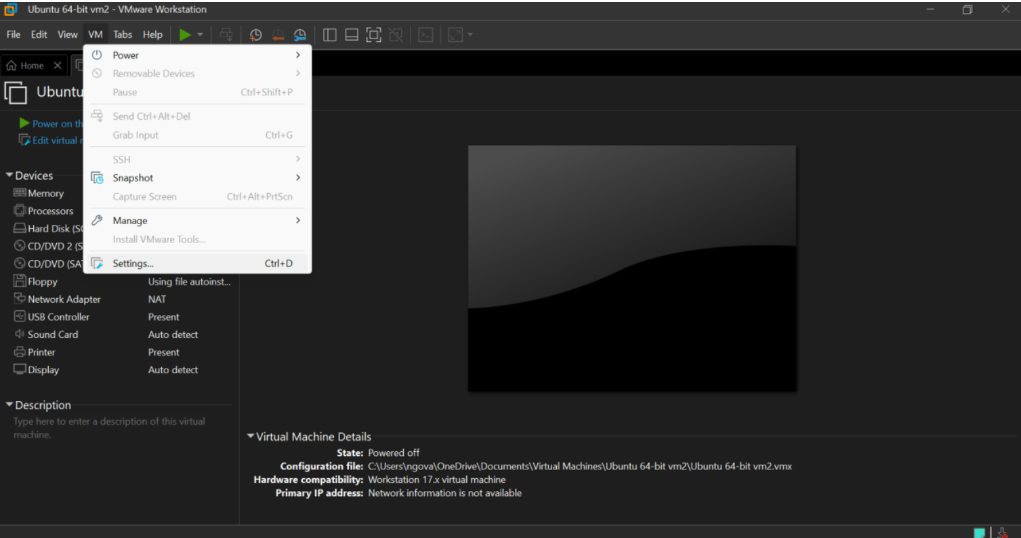 Ubuntu 64-bit vm2 - VMware Workstation
File Edit View VM Tabs Help
Home
Ubuntu
Power on th
Edit virtual
Power
Removable Devices
Pause Ctrl+Shift+P
Send Ctrl+Alt+Del
Grab Input Ctrl+G
SSH
Snapshot
Capture Screen Ctrl+Alt+PrtScn
Manage
Install VMware Tools...
Settings... Ctrl+D
Devices
Memory
Processors
Hard Disk (SC
CD/DVD 2 (S
CD/DVD (SAT
Floppy Using file autoinst...
Network Adapter NAT
USB Controller Present
Sound Card Auto detect
Printer Present
Display Auto detect
Description
Type here to enter a description of this virtual
machine.
Virtual Machine Details
State: Powered off
Configuration file: C:\Users\ngova\OneDrive\Documents\Virtual Machines\Ubuntu 64-bit vm2\Ubuntu 64-bit vm2.vmx
Hardware compatibility: Workstation 17.x virtual machine
Primary IP address: Network information is not available